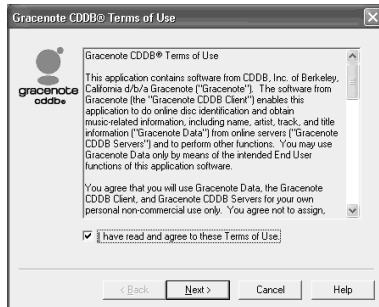 Gracenote CDDB® Terms of Use
gracenote
cddb®
Gracenote CDDB® Terms of Use
This application contains software from CDDB, Inc. of Berkeley,
California d/b/a Gracenote ("Gracenote"). The software from
Gracenote (the "Gracenote CDDB Client") enables this
application to do online disc identification and obtain
music-related information, including name, artist, track, and title
information ("Gracenote Data") from online servers ("Gracenote
CDDB Servers") and to perform other functions. You may use
Gracenote Data only by means of the intended End User
functions of this application software.
You agree that you will use Gracenote Data, the Gracenote
CDDB Client, and Gracenote CDDB Servers for your own
personal non-commercial use only. You agree not to assign,
I have read and agree to these Terms of Use.
< Back
Next >
Cancel
Help